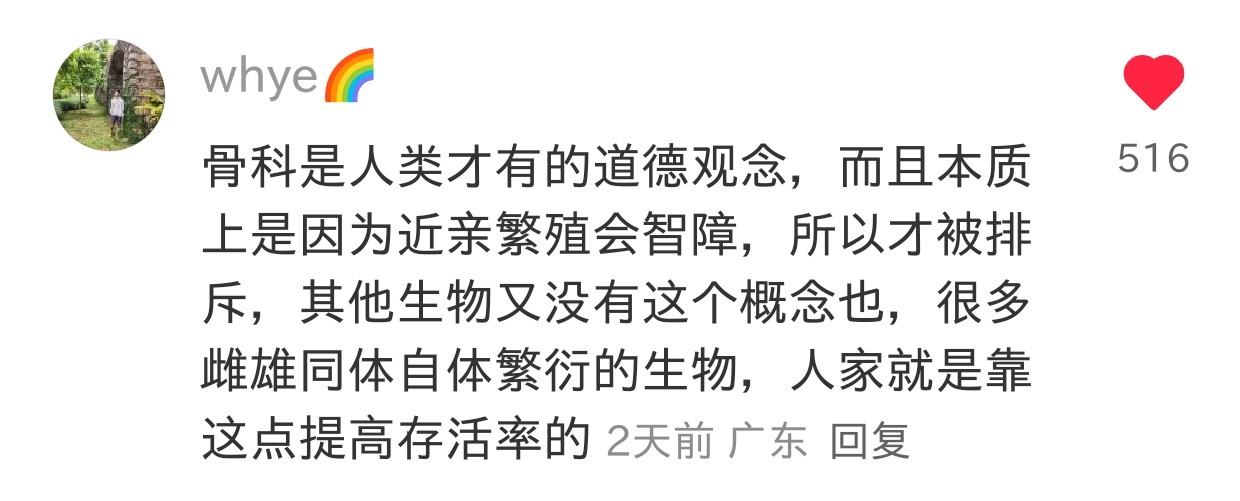 whye🌈
516
骨科是人类才有的道德观念，而且本质
上是因为近亲繁殖会智障，所以才被排
斥，其他生物又没有这个概念也，很多
雌雄同体自体繁衍的生物，人家就是靠
这点提高存活率的 2天前 广东 回复